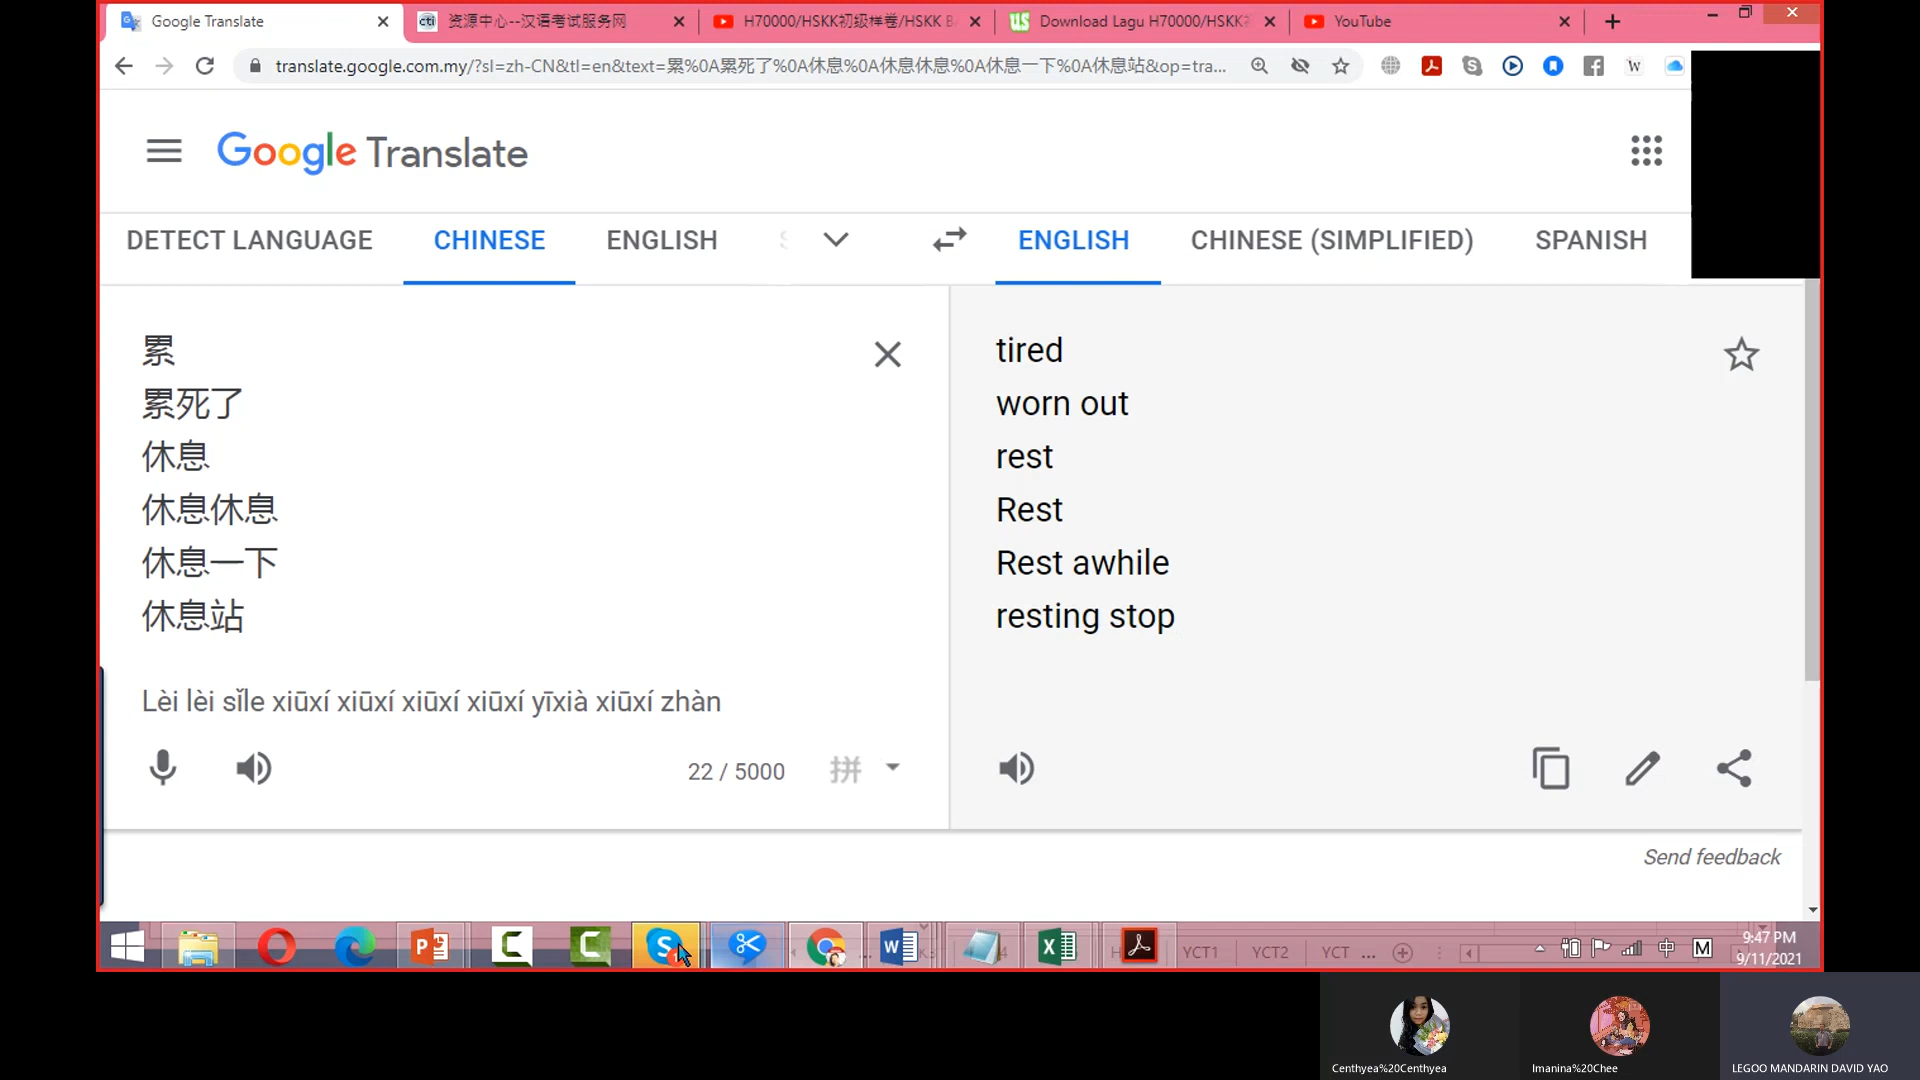 Google Translate
资源中心--汉语考试服务网
H70000/HSKK初级样卷/HSKK B
Download Lagu H70000/HSKK
YouTube
translate.google.com.my/?sl=zh-CN&tl=en&text=累%0A累死了%0A休息%0A休息休息%0A休息一下%0A休息站&op=tra...
Google Translate
DETECT LANGUAGE
CHINESE
ENGLISH
ENGLISH
CHINESE (SIMPLIFIED)
SPANISH
累
累死了
休息
休息休息
休息一下
休息站
Lèi lèi sǐle xiūxí xiūxí xiūxí xiūxí yīxià xiūxí zhàn
22 / 5000
拼
tired
worn out
rest
Rest
Rest awhile
resting stop
Send feedback
YCT1
YCT2
YCT ...
中
M
9:47 PM
9/11/2021
Centhyea%20Centhyea
Imanina%20Chee
LEGOO MANDARIN DAVID YAO